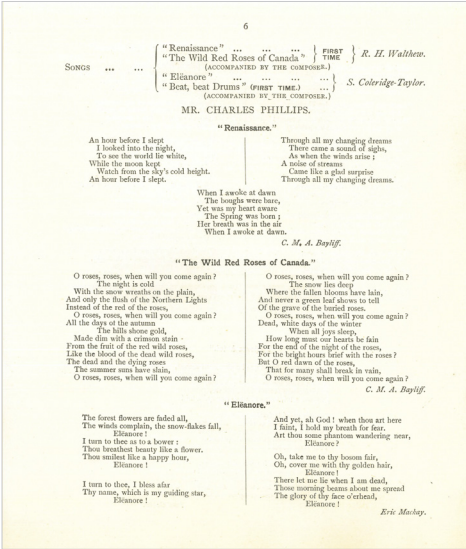 6
"Renaissance" ... ... ...
"The Wild Red Roses of Canada" FIRST TIME R. H. Walthew.
(ACCOMPANIED BY THE COMPOSER.)
SONGS ... ...
"Elëanore" ... ... ... ...
"Beat, beat Drums" (FIRST TIME.) ... S. Coleridge-Taylor.
(ACCOMPANIED BY THE COMPOSER.)
MR. CHARLES PHILLIPS.
"Renaissance."
An hour before I slept
I looked into the night,
To see the world lie white,
While the moon kept
Watch from the sky's cold height.
An hour before I slept.
Through all my changing dreams
There came a sound of sighs,
As when the winds arise;
A noise of streams
Came like a glad surprise
Through all my changing dreams.
When I awoke at dawn
The boughs were bare,
Yet was my heart aware
The Spring was born;
Her breath was in the air
When I awoke at dawn.
C. M. A. Bayliff.
"The Wild Red Roses of Canada."
O roses, roses, when will you come again?
The night is cold
With the snow wreaths on the plain,
And only the flush of the Northern Lights
Instead of the red of the roses,
O roses, roses, when will you come again?
All the days of the autumn
The hills shone gold,
Made dim with a crimson stein
From the fruit of the red wild roses,
Like the blood of the dead wild roses,
The dead and the dying roses
The summer suns have slain,
O roses, roses, when will you come again?
O roses, roses, when will you come again?
The snow lies deep
Where the fallen blooms have lain,
And never a green leaf shows to tell
Of the grave of the buried roses.
O roses, roses, when will you come again?
Dead, white days of the winter
When all joys sleep,
How long must our hearts be fain
For the end of the night of the roses,
For the bright hours brief with the roses?
But O red dawn of the roses,
That for many shall break in vain,
O roses, roses, when will you come again?
C. M. A. Bayliff.
"Elëanore."
The forest flowers are faded all,
The winds complain, the snow-flakes fall,
Elëanore!
I turn to thee as to a bower:
Thou breathest beauty like a flower.
Thou smilest like a happy hour,
Elëanore!
I turn to thee, I bless afar
Thy name, which is my guiding star,
Elëanore!
And yet, ah God! when thou art here
I faint, I hold my breath for fear.
Art thou some phantom wandering near,
Elëanore?
Oh, take me to thy bosom fair,
Oh, cover me with thy golden hair,
Elëanore!
There let me lie when I am dead,
Those morning beams about me spread
The glory of thy face o'erhead,
Elëanore!
Eric Mackay.